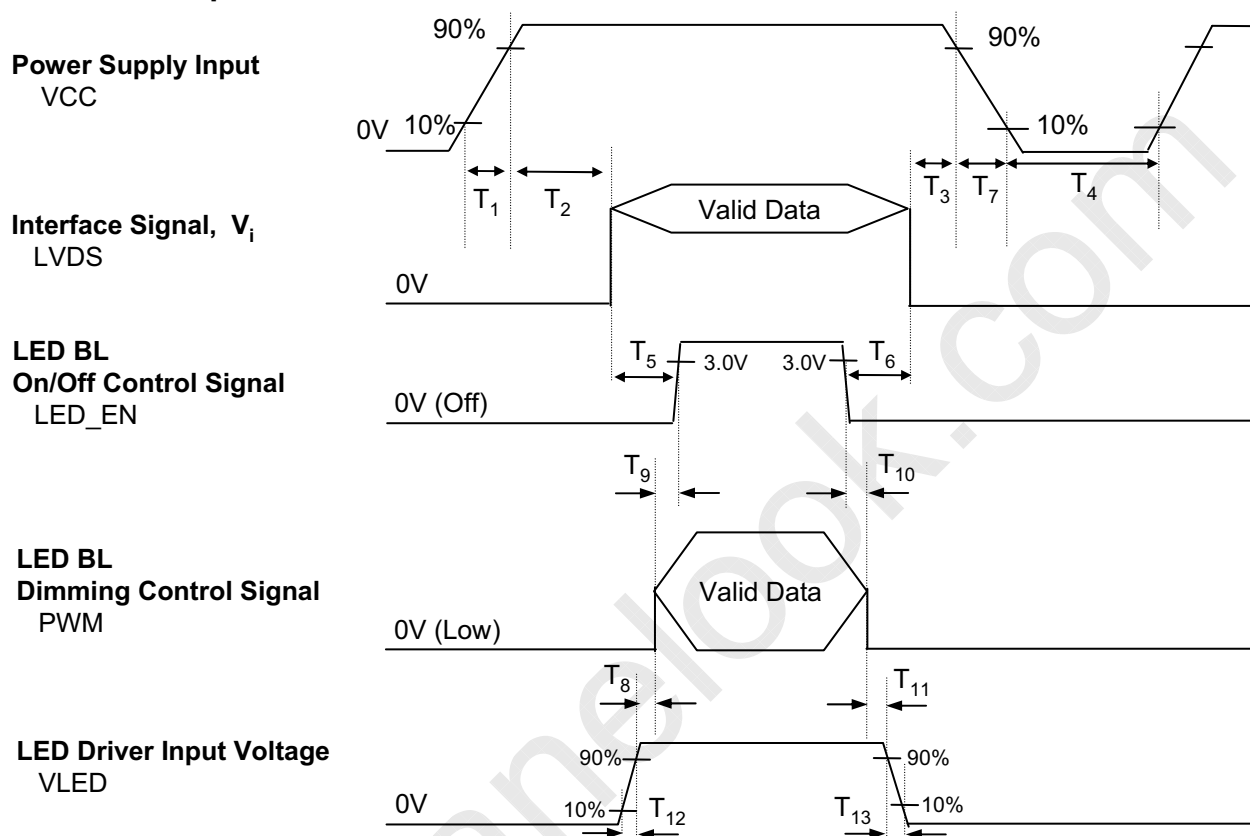 90%
90%
Power Supply Input
VCC
0V 10%
10%
T1
T2
T3
T7
T4
Valid Data
Interface Signal, Vi
LVDS
0V
LED BL
On/Off Control Signal
LED_EN
T5
3.0V
3.0V
T6
0V (Off)
T9
T10
LED BL
Dimming Control Signal
PWM
Valid Data
0V (Low)
T8
T11
LED Driver Input Voltage
VLED
90%
90%
0V
10%
T12
T13
10%
anelook.com